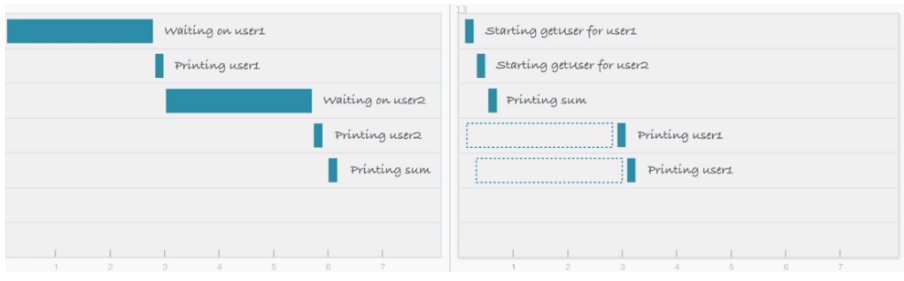 Waiting on user1
Printing user1
Waiting on user2
Printing user2
Printing sum
1 2 3 4 5 6 7
13
Starting getUser for user1
Starting getUser for user2
Printing sum
Printing user1
Printing user1
1 2 3 4 5 6 7